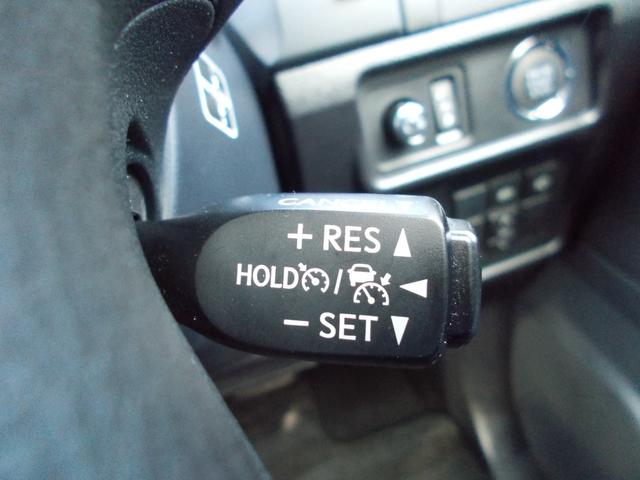 CANCEL
+ RES ▲
HOLD / ◀
− SET ▼